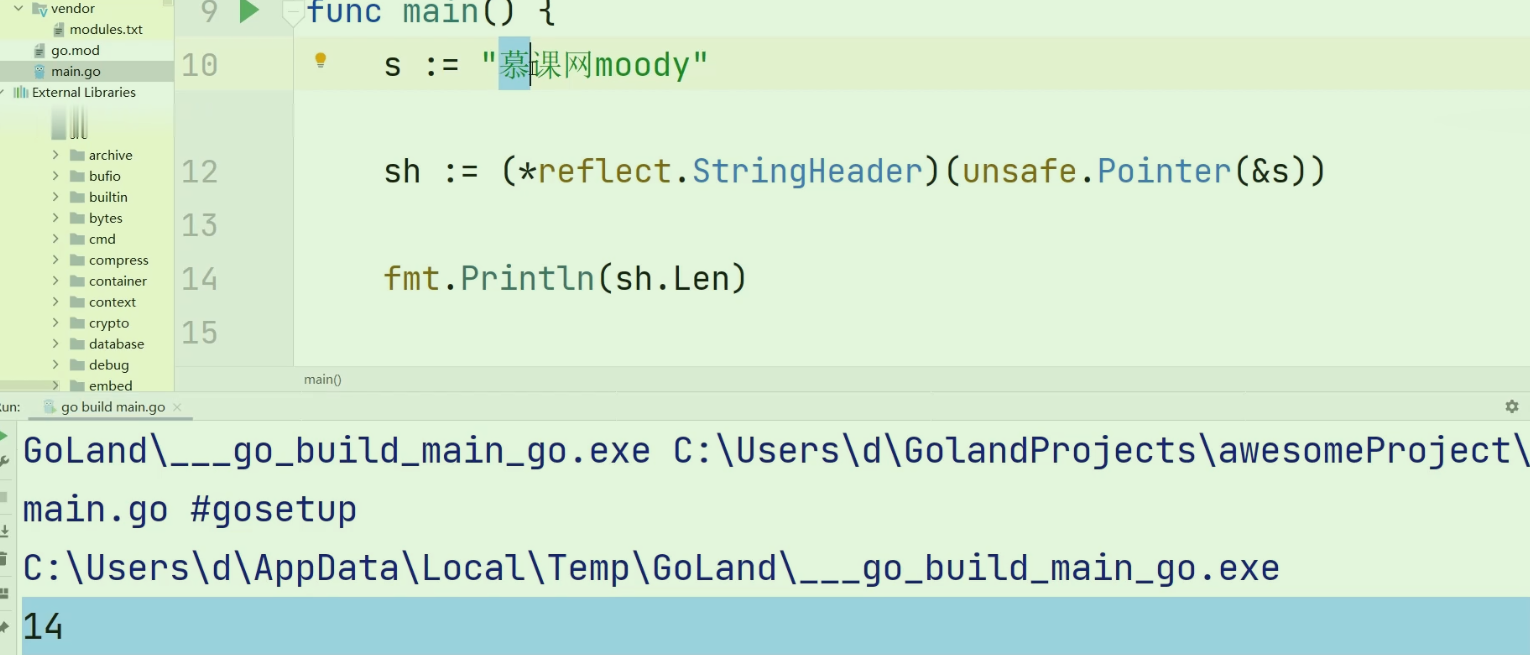 vendor
modules.txt
go.mod
main.go
External Libraries
archive
bufio
builtin
bytes
cmd
compress
container
context
crypto
database
debug
embed
9 func main() {
10 s := "慕课网moody"
12 sh := (*reflect.StringHeader)(unsafe.Pointer(&s))
13
14 fmt.Println(sh.Len)
15
main()
go build main.go
GoLand\___go_build_main_go.exe C:\Users\d\GolandProjects\awesomeProject\
main.go #gosetup
C:\Users\d\AppData\Local\Temp\GoLand\___go_build_main_go.exe
14